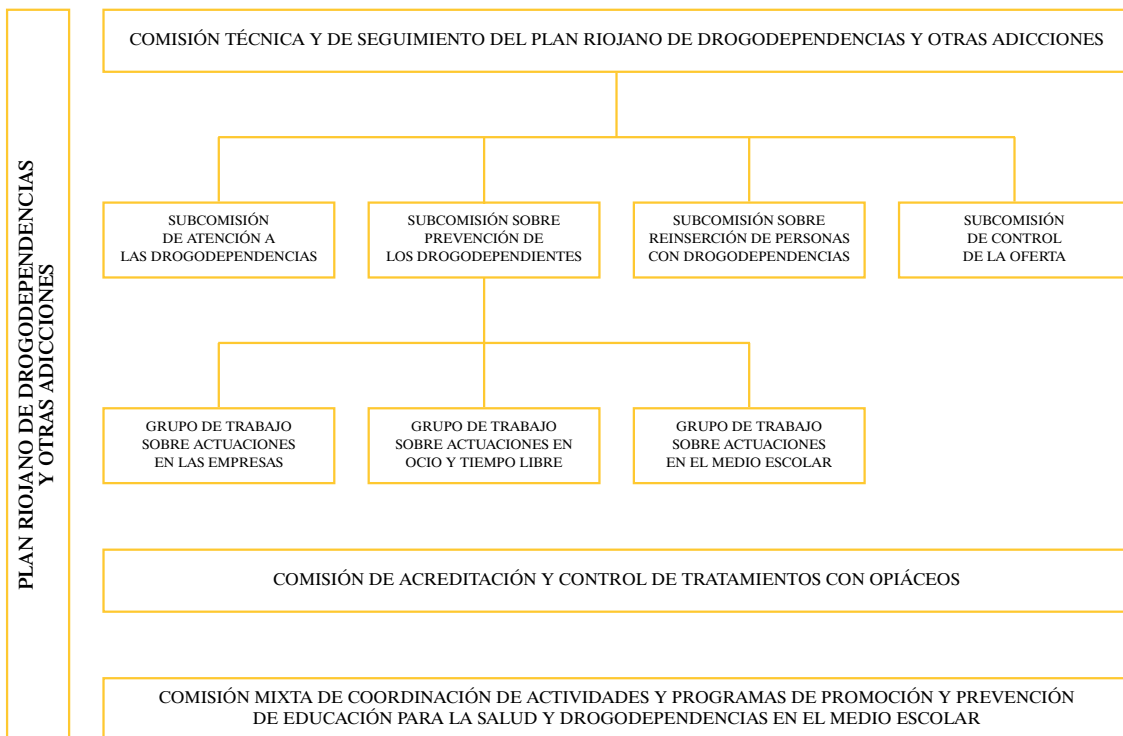 PLAN RIOJANO DE DROGODEPENDENCIAS
Y OTRAS ADICCIONES
COMISIÓN TÉCNICA Y DE SEGUIMIENTO DEL PLAN RIOJANO DE DROGODEPENDENCIAS Y OTRAS ADICCIONES
SUBCOMISIÓN
DE ATENCIÓN A
LAS DROGODEPENDENCIAS
SUBCOMISIÓN SOBRE
PREVENCIÓN DE
LOS DROGODEPENDIENTES
SUBCOMISIÓN SOBRE
REINSERCIÓN DE PERSONAS
CON DROGODEPENDENCIAS
SUBCOMISIÓN
DE CONTROL
DE LA OFERTA
GRUPO DE TRABAJO
SOBRE ACTUACIONES
EN LAS EMPRESAS
GRUPO DE TRABAJO
SOBRE ACTUACIONES EN
OCIO Y TIEMPO LIBRE
GRUPO DE TRABAJO
SOBRE ACTUACIONES
EN EL MEDIO ESCOLAR
COMISIÓN DE ACREDITACIÓN Y CONTROL DE TRATAMIENTOS CON OPIÁCEOS
COMISIÓN MIXTA DE COORDINACIÓN DE ACTIVIDADES Y PROGRAMAS DE PROMOCIÓN Y PREVENCIÓN
DE EDUCACIÓN PARA LA SALUD Y DROGODEPENDENCIAS EN EL MEDIO ESCOLAR